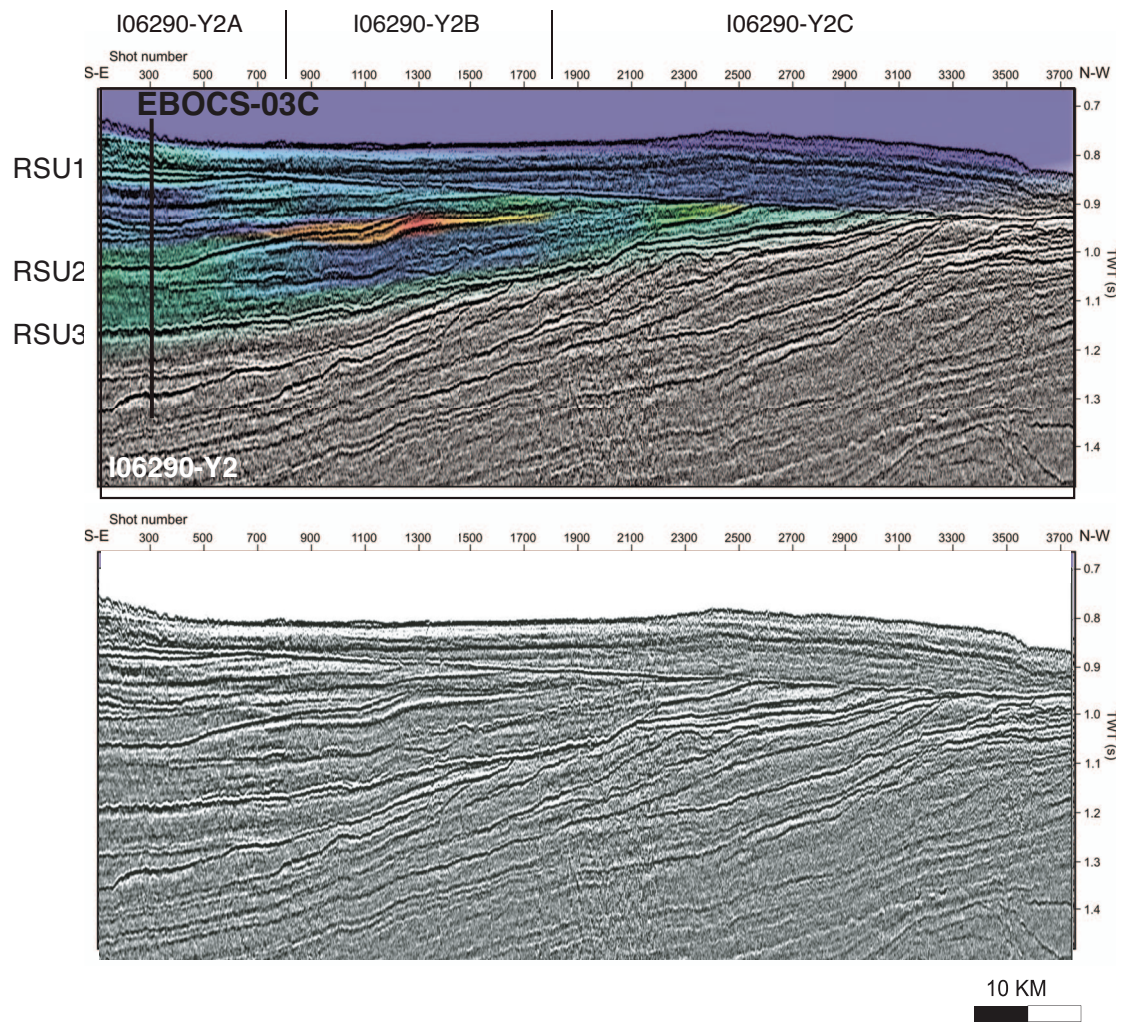 I06290-Y2A I06290-Y2B I06290-Y2C
Shot number
S-E 300 500 700 900 1100 1300 1500 1700 1900 2100 2300 2500 2700 2900 3100 3300 3500 3700 N-W
EBOCS-03C
0.7
0.8
RSU1
0.9
1.0
RSU2
TWT (s)
1.1
RSU3
1.2
1.3
1.4
I06290-Y2
Shot number
S-E 300 500 700 900 1100 1300 1500 1700 1900 2100 2300 2500 2700 2900 3100 3300 3500 3700 N-W
0.7
0.8
0.9
1.0
TWT (s)
1.1
1.2
1.3
1.4
10 KM